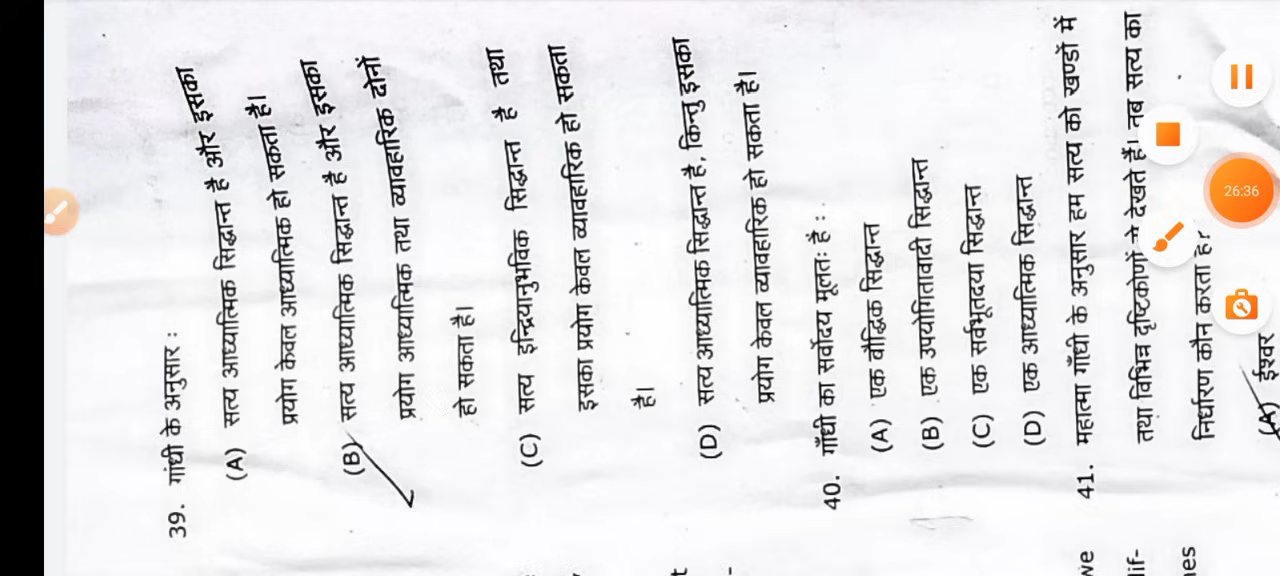 39. गांधी के अनुसार :
(A) सत्य आध्यात्मिक सिद्धान्त है और इसका
प्रयोग केवल आध्यात्मिक हो सकता है।
(B) सत्य आध्यात्मिक सिद्धान्त है और इसका
प्रयोग आध्यात्मिक तथा व्यावहारिक दोनों
हो सकता है।
(C) सत्य इन्द्रियानुभविक सिद्धान्त है तथा
इसका प्रयोग केवल व्यावहारिक हो सकता
है।
(D) सत्य आध्यात्मिक सिद्धान्त है, किन्तु इसका
प्रयोग केवल व्यावहारिक हो सकता है।
40. गाँधी का सर्वोदय मूलतः है :
(A) एक बौद्धिक सिद्धान्त
(B) एक उपयोगितावादी सिद्धान्त
(C) एक सर्वभूतदया सिद्धान्त
(D) एक आध्यात्मिक सिद्धान्त
41. महात्मा गाँधी के अनुसार हम सत्य को खण्डों में
तथा विभिन्न दृष्टिकोणों से देखते हैं। सत्य का
निर्धारण कौन करता है?
(A) ईश्वर
we
lif-
es
t
-
26:36